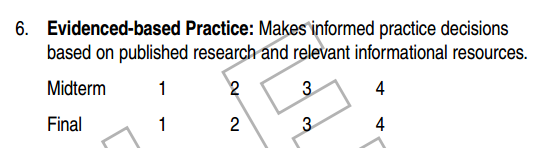 6. Evidenced-based Practice: Makes informed practice decisions
based on published research and relevant informational resources.
Midterm 1 2 3 4
Final 1 2 3 4